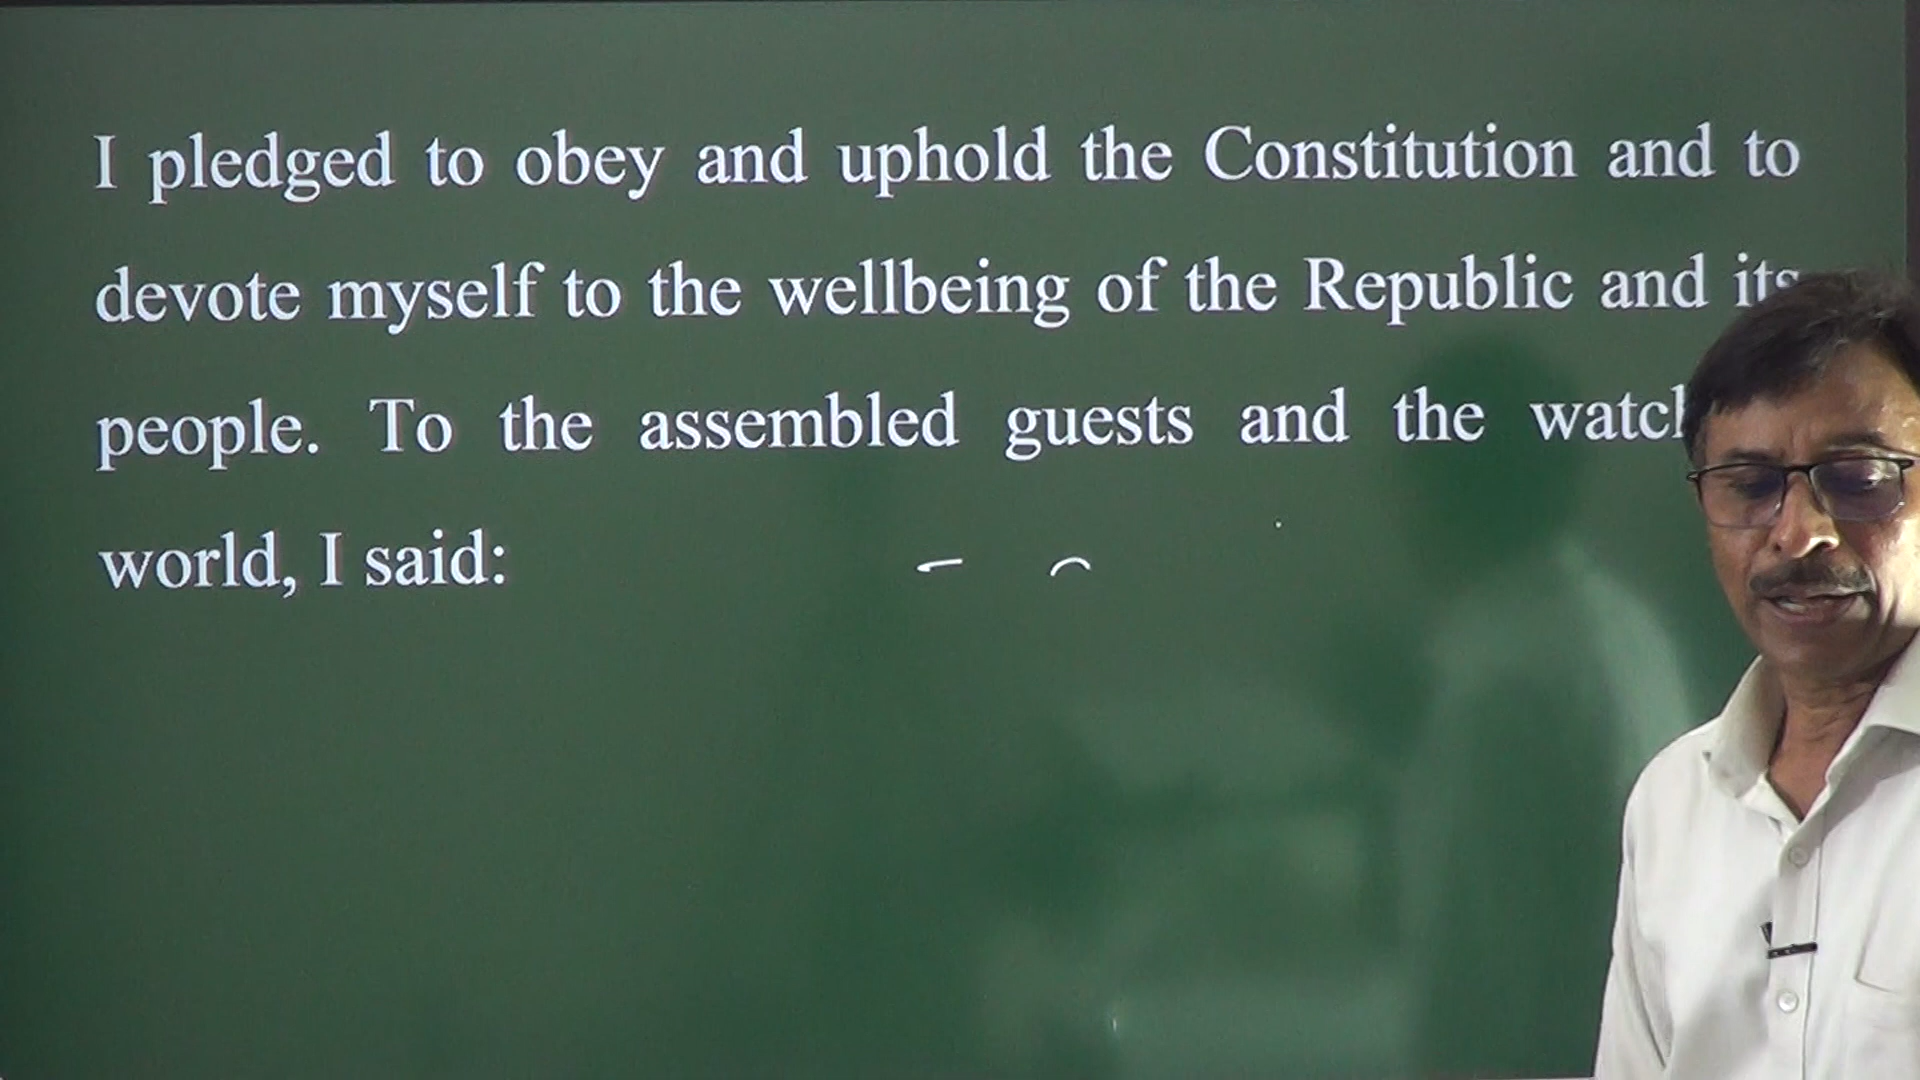 I pledged to obey and uphold the Constitution and to
devote myself to the wellbeing of the Republic and its
people. To the assembled guests and the
world, I said: